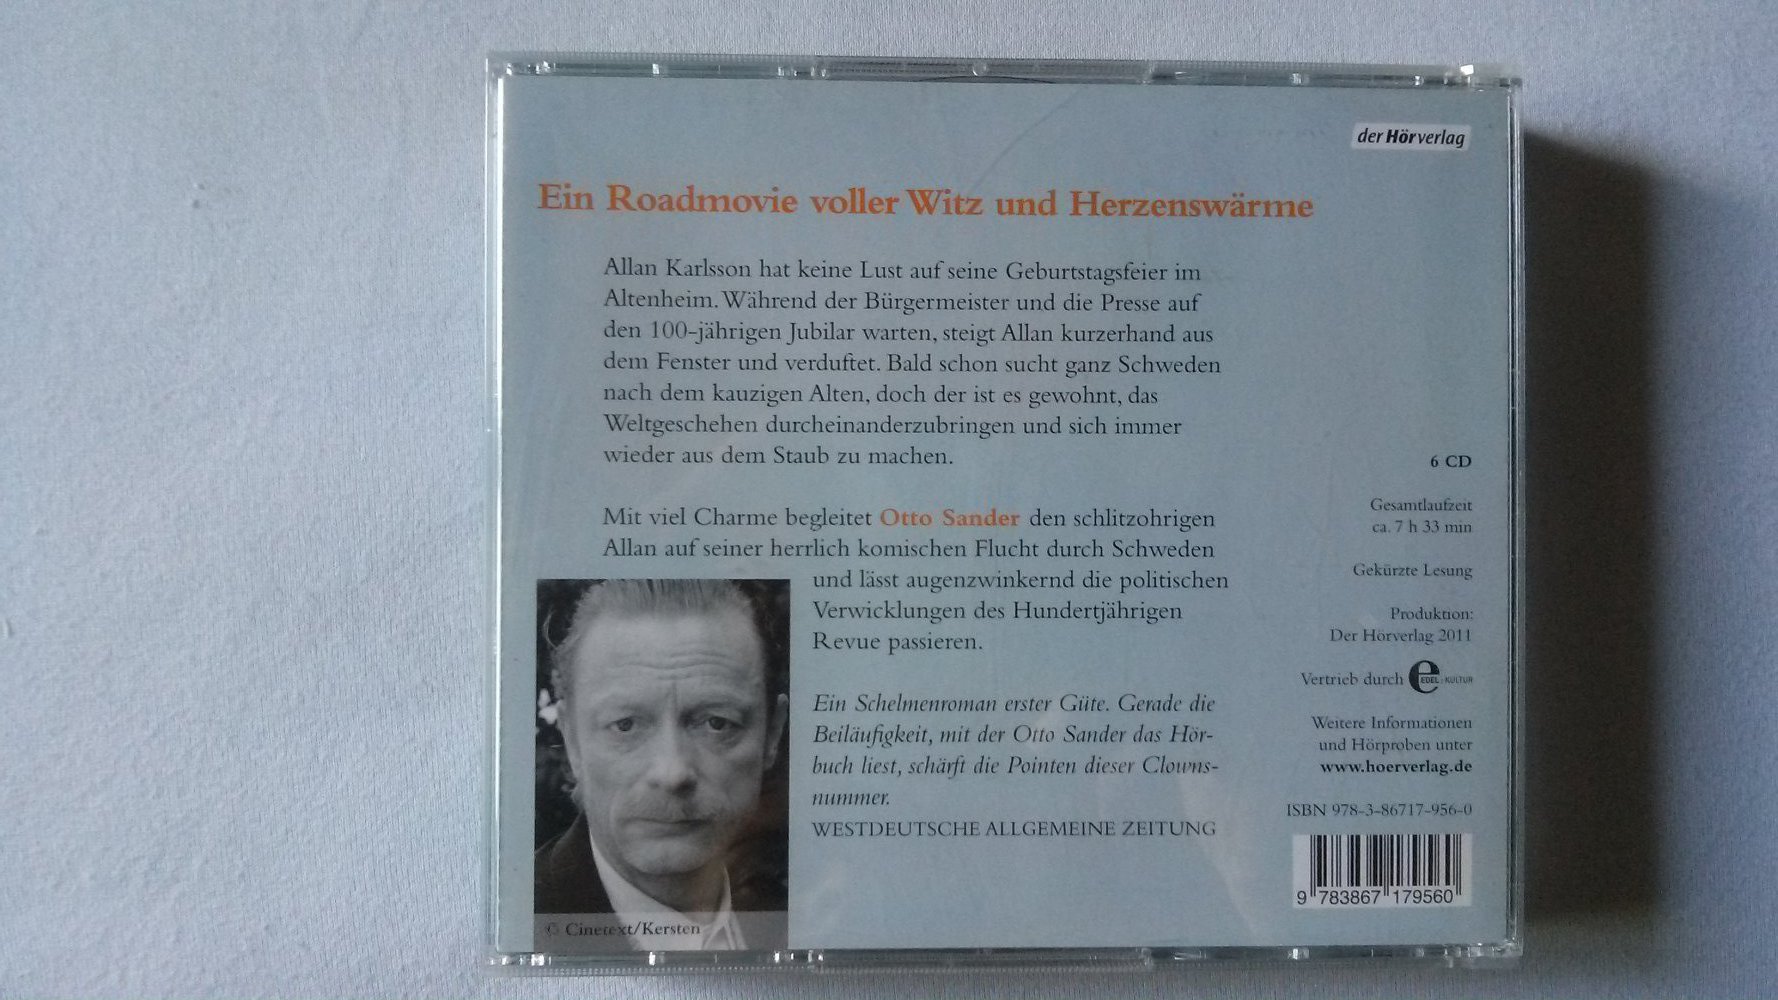 der Hörverlag
Ein Roadmovie voller Witz und Herzenswärme
Allan Karlsson hat keine Lust auf seine Geburtstagsfeier im
Altenheim. Während der Bürgermeister und die Presse auf
den 100-jährigen Jubilar warten, steigt Allan kurzerhand aus
dem Fenster und verduftet. Bald schon sucht ganz Schweden
nach dem kauzigen Alten, doch der ist es gewohnt, das
Weltgeschehen durcheinanderzubringen und sich immer
wieder aus dem Staub zu machen.
Mit viel Charme begleitet Otto Sander den schlitzohrigen
Allan auf seiner herrlich komischen Flucht durch Schweden
und lässt augenzwinkernd die politischen
Verwicklungen des Hundertjährigen
Revue passieren.
Ein Schelmenroman erster Güte. Gerade die
Beiläufigkeit, mit der Otto Sander das Hör-
buch liest, schärft die Pointen dieser Clowns-
nummer.
WESTDEUTSCHE ALLGEMEINE ZEITUNG
© Cinetext/Kersten
6 CD
Gesamtlaufzeit
ca. 7 h 33 min
Gekürzte Lesung
Produktion:
Der Hörverlag 2011
Vertrieb durch e EDEL:KULTUR
Weitere Informationen
und Hörproben unter
www.hoerverlag.de
ISBN 978-3-86717-956-0
9 783867 179560